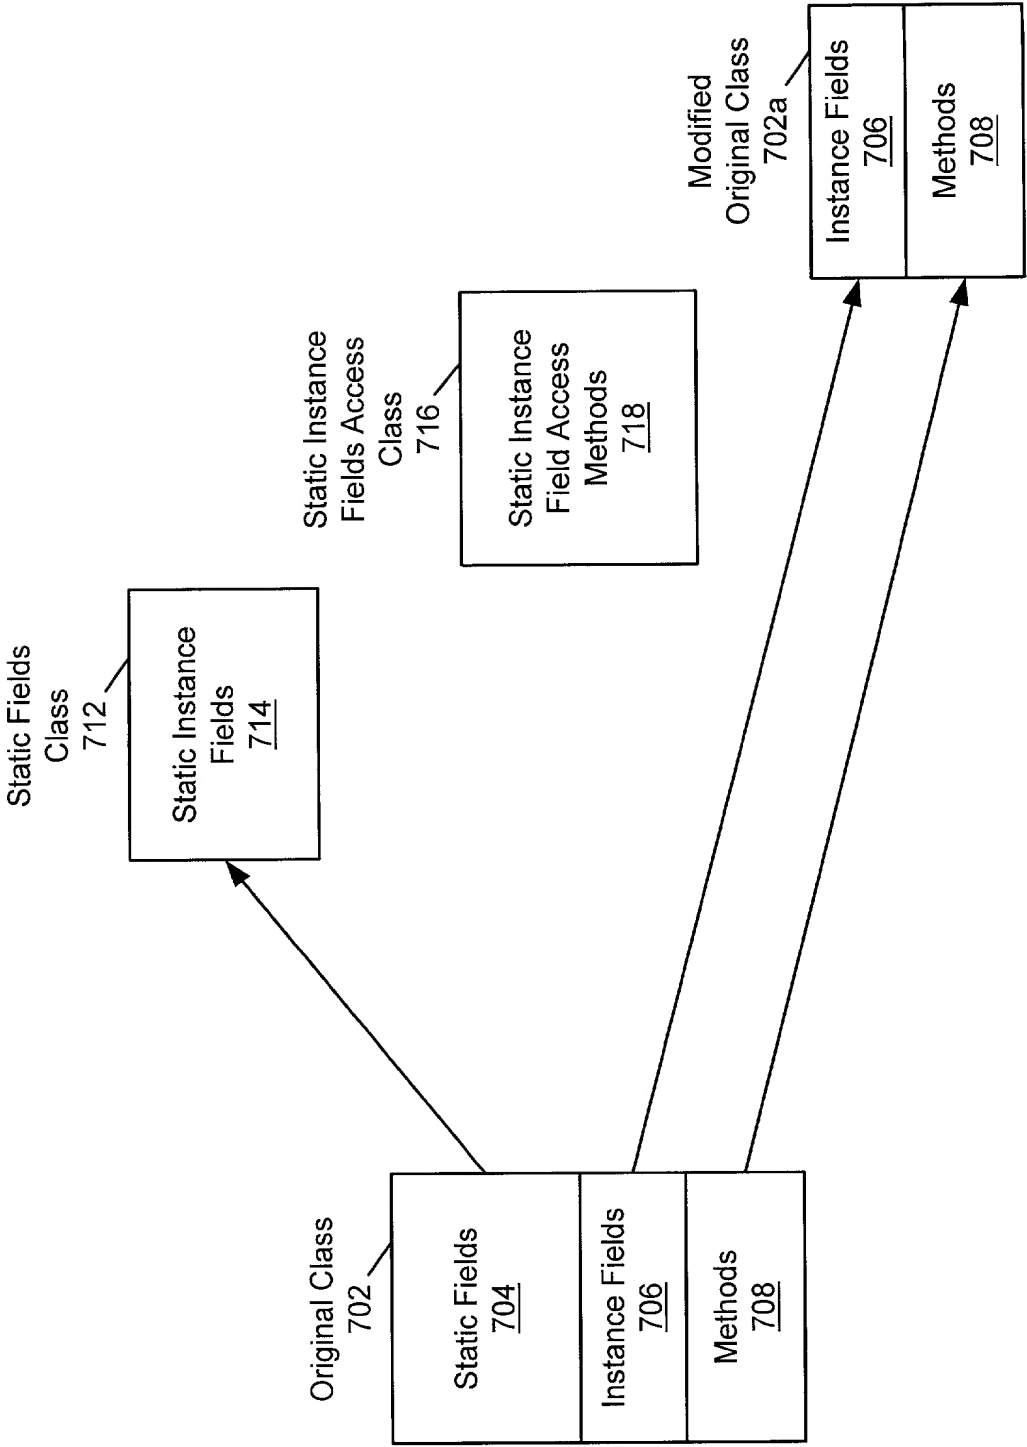 Original Class
702
Static Fields
704
Instance Fields
706
Methods
708
Static Fields
Class
712
Static Instance
Fields
714
Static Instance
Fields Access
Class
716
Static Instance
Field Access
Methods
718
Modified
Original Class
702a
Instance Fields
706
Methods
708